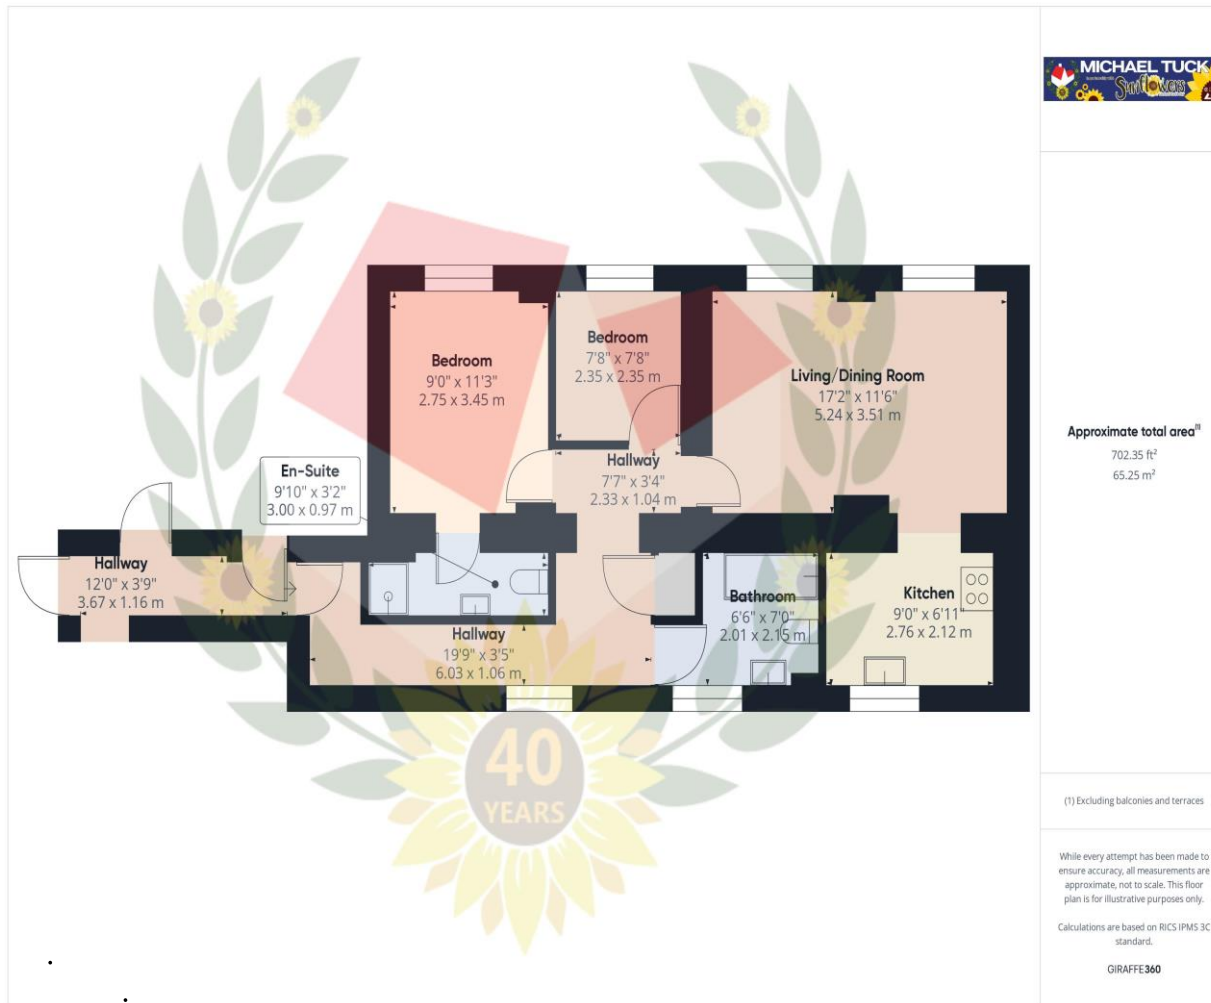 MICHAEL TUCK
Sunflowers
Bedroom
9'0" x 11'3"
2.75 x 3.45 m
Bedroom
7'8" x 7'8"
2.35 x 2.35 m
Living/Dining Room
17'2" x 11'6"
5.24 x 3.51 m
En-Suite
9'10" x 3'2"
3.00 x 0.97 m
Hallway
7'7" x 3'4"
2.33 x 1.04 m
Hallway
12'0" x 3'9"
3.67 x 1.16 m
Hallway
19'9" x 3'5"
6.03 x 1.06 m
Bathroom
6'6" x 7'0"
2.01 x 2.15 m
Kitchen
9'0" x 6'11"
2.76 x 2.12 m
40
YEARS
Approximate total area(1)
702.35 ft²
65.25 m²
(1) Excluding balconies and terraces
While every attempt has been made to
ensure accuracy, all measurements are
approximate, not to scale. This floor
plan is for illustrative purposes only.
Calculations are based on RICS IPMS 3C
standard.
GIRAFFE360